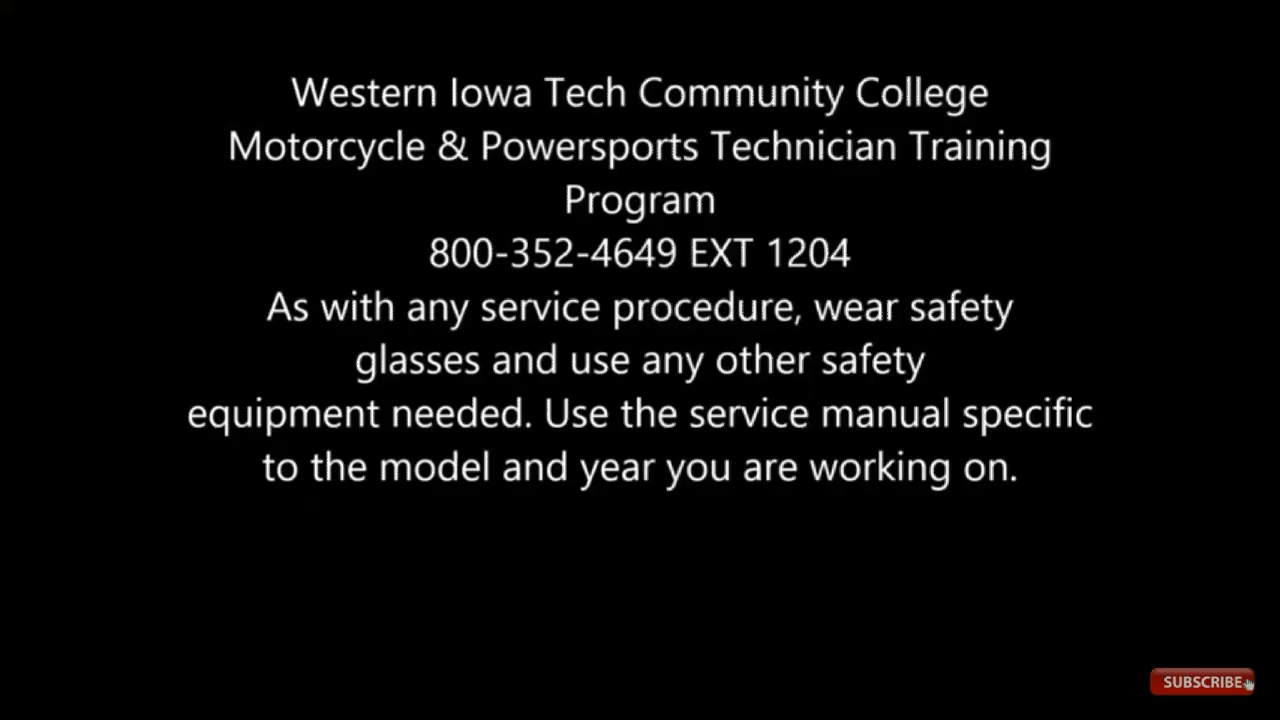 Western Iowa Tech Community College
Motorcycle & Powersports Technician Training
Program
800-352-4649 EXT 1204
As with any service procedure, wear safety
glasses and use any other safety
equipment needed. Use the service manual specific
to the model and year you are working on.
SUBSCRIBE